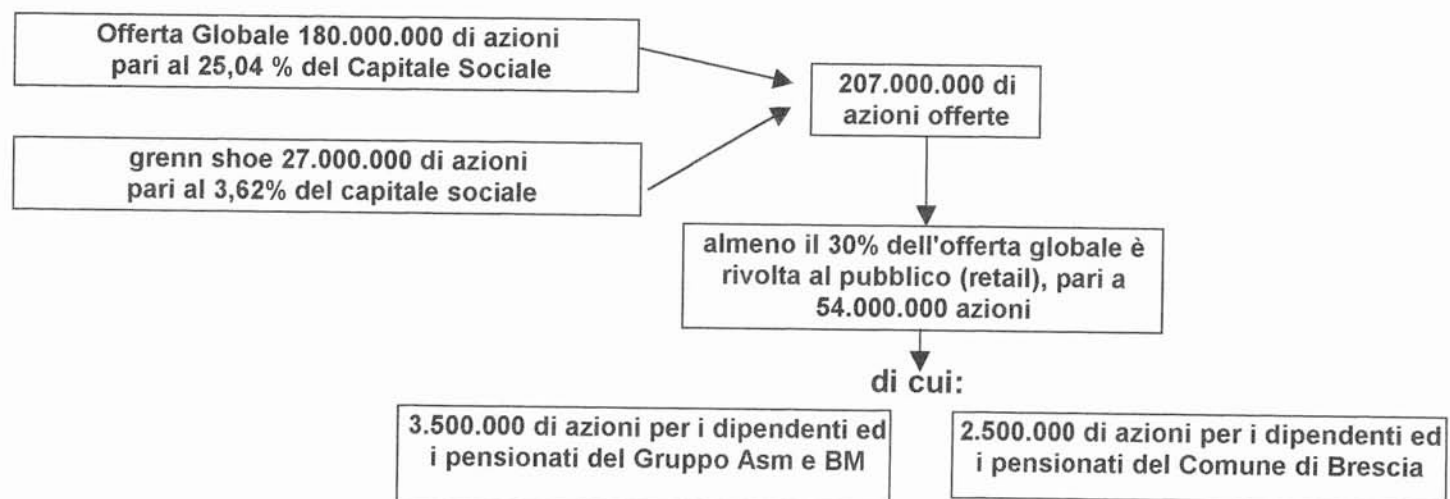 Offerta Globale 180.000.000 di azioni
pari al 25,04 % del Capitale Sociale
207.000.000 di
azioni offerte
grenn shoe 27.000.000 di azioni
pari al 3,62% del capitale sociale
almeno il 30% dell'offerta globale è
rivolta al pubblico (retail), pari a
54.000.000 azioni
di cui:
3.500.000 di azioni per i dipendenti ed
i pensionati del Gruppo Asm e BM
2.500.000 di azioni per i dipendenti ed
i pensionati del Comune di Brescia